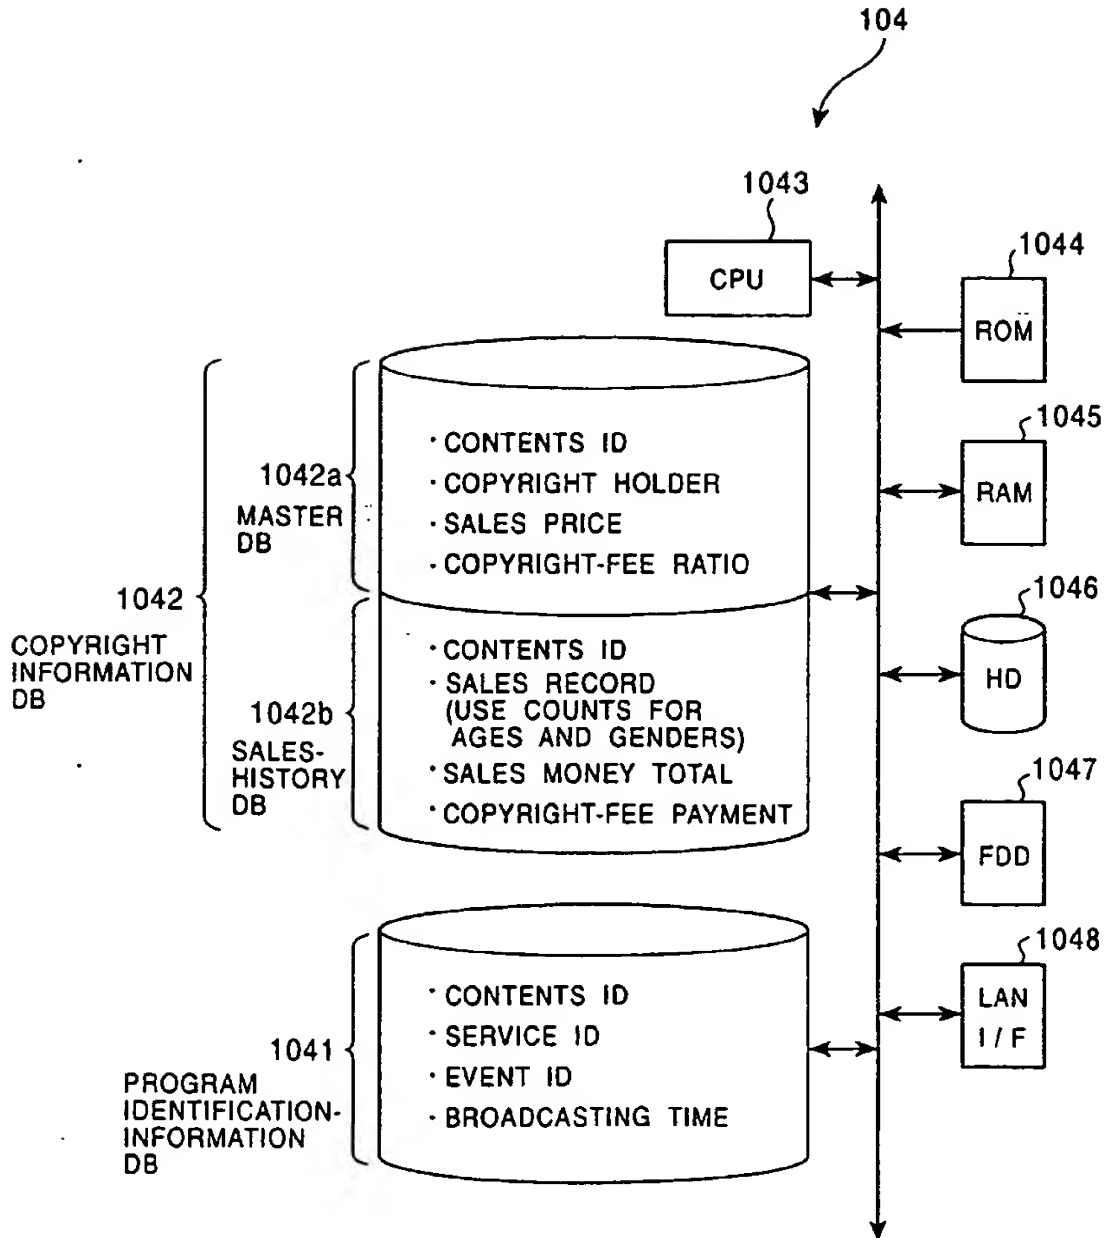 104
1043
CPU
1044
ROM
1045
RAM
1046
HD
1047
FDD
1048
LAN
I/F
1042
COPYRIGHT
INFORMATION
DB
1042a
MASTER
DB
· CONTENTS ID
· COPYRIGHT HOLDER
· SALES PRICE
· COPYRIGHT-FEE RATIO
1042b
SALES-
HISTORY
DB
· CONTENTS ID
· SALES RECORD
(USE COUNTS FOR
AGES AND GENDERS)
· SALES MONEY TOTAL
· COPYRIGHT-FEE PAYMENT
1041
PROGRAM
IDENTIFICATION-
INFORMATION
DB
· CONTENTS ID
· SERVICE ID
· EVENT ID
· BROADCASTING TIME